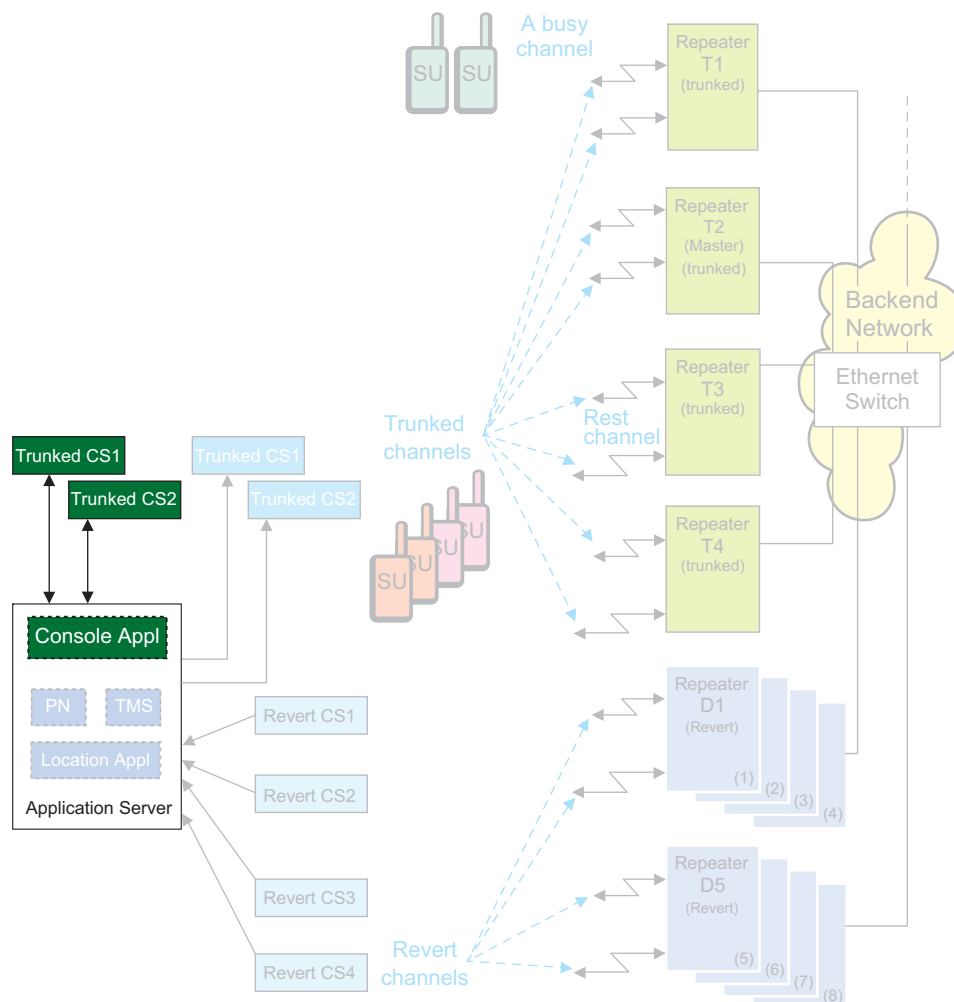 A busy
channel
SU
SU
Repeater
T1
(trunked)
Repeater
T2
(Master)
(trunked)
Backend
Network
Ethernet
Switch
Repeater
T3
(trunked)
Trunked
channels
Rest
channel
Trunked CS1
Trunked CS2
Trunked CS1
Trunked CS2
SU
SU
SU
SU
Repeater
T4
(trunked)
Console Appl
PN
TMS
Location Appl
Application Server
Revert CS1
Revert CS2
Revert CS3
Revert CS4
Revert
channels
Repeater
D1
(Revert)
(1)
(2)
(3)
(4)
Repeater
D5
(Revert)
(5)
(6)
(7)
(8)